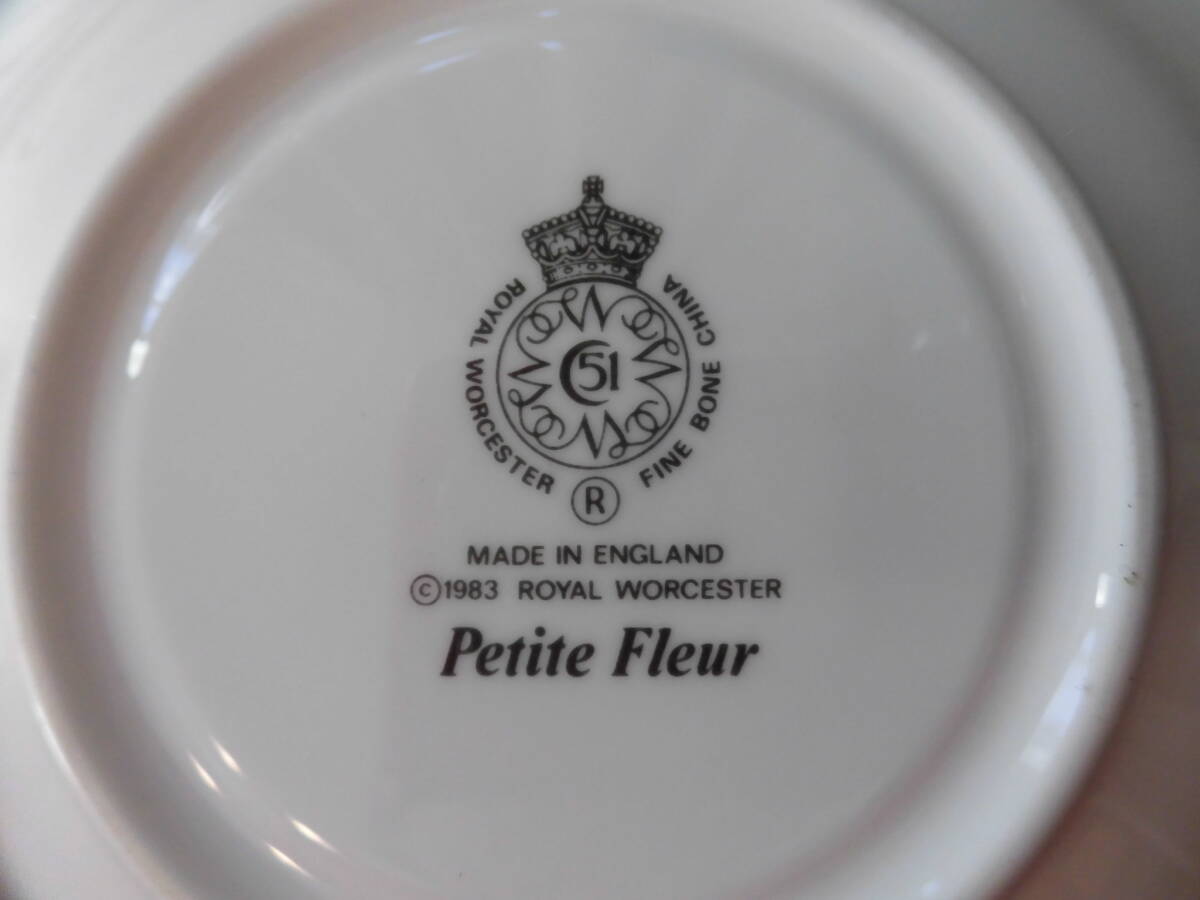 ROYAL WORCESTER
FINE BONE CHINA
51
R
MADE IN ENGLAND
©1983 ROYAL WORCESTER
Petite Fleur